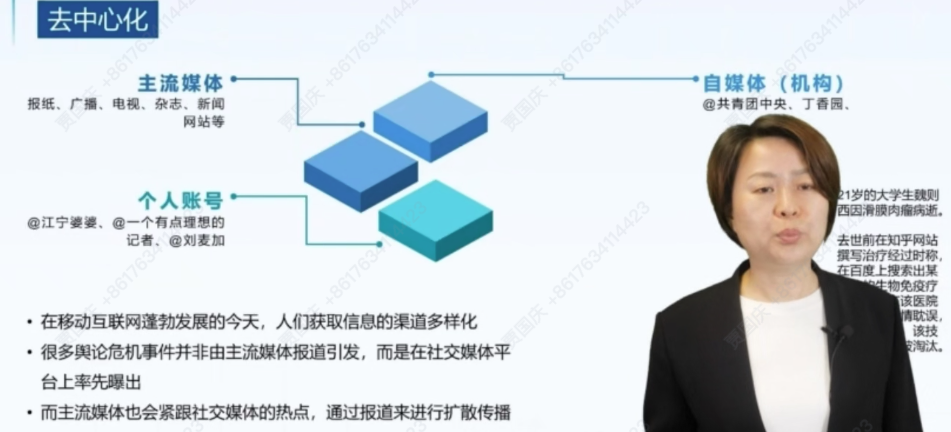 去中心化
主流媒体
报纸、广播、电视、杂志、新闻
网站等
自媒体（机构）
@共青团中央、丁香园、
个人账号
@江宁婆婆、@一个有点理想的
记者、@刘麦加
21岁的大学生魏则
西因滑膜肉瘤病逝。
去世前在知乎网站
撰写治疗经过时称，
在百度上搜索出某
生物免疫疗
该医院
情耽误，
该技
被淘汰。
• 在移动互联网蓬勃发展的今天，人们获取信息的渠道多样化
• 很多舆论危机事件并非由主流媒体报道引发，而是在社交媒体平
台上率先曝出
• 而主流媒体也会紧跟社交媒体的热点，通过报道来进行扩散传播
贾国庆 +8617634114423